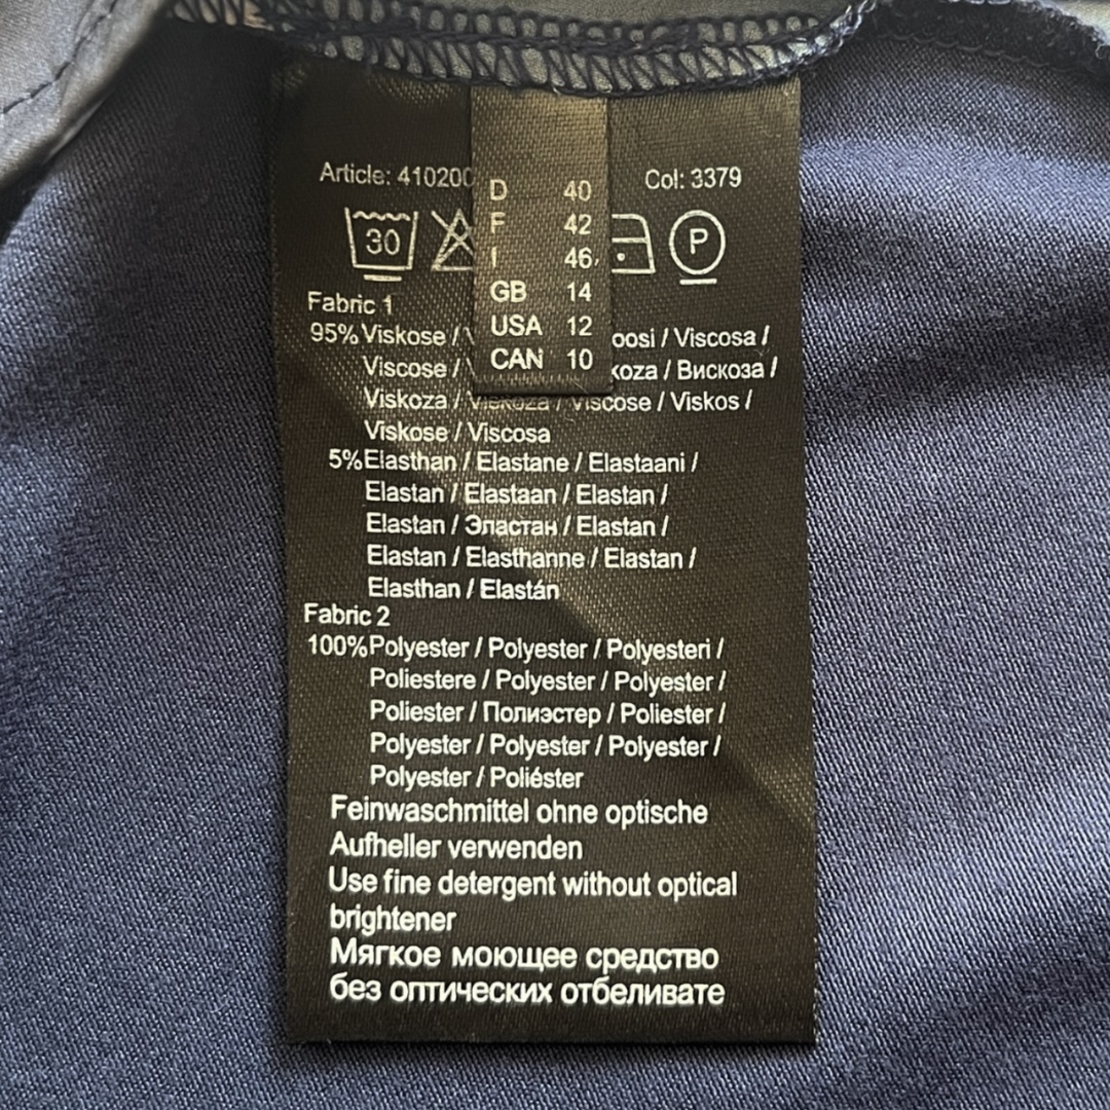 Article: 410200
Col: 3379
D 40
F 42
I 46
GB 14
USA 12
CAN 10
30
P
Fabric 1
95% Viskose / Viscosa /
Viscose / / Вискоза /
Viskoza / Viskoza / Viscose / Viskos /
Viskose / Viscosa
5% Elasthan / Elastane / Elastaani /
Elastan / Elastaan / Elastan /
Elastan / Эластан / Elastan /
Elastan / Elasthanne / Elastan /
Elasthan / Elastán
Fabric 2
100% Polyester / Polyester / Polyesteri /
Poliestere / Polyester / Polyester /
Poliester / Полиэстер / Poliester /
Polyester / Polyester / Polyester /
Polyester / Poliéster
Feinwaschmittel ohne optische
Aufheller verwenden
Use fine detergent without optical
brightener
Мягкое моющее средство
без оптических отбеливате